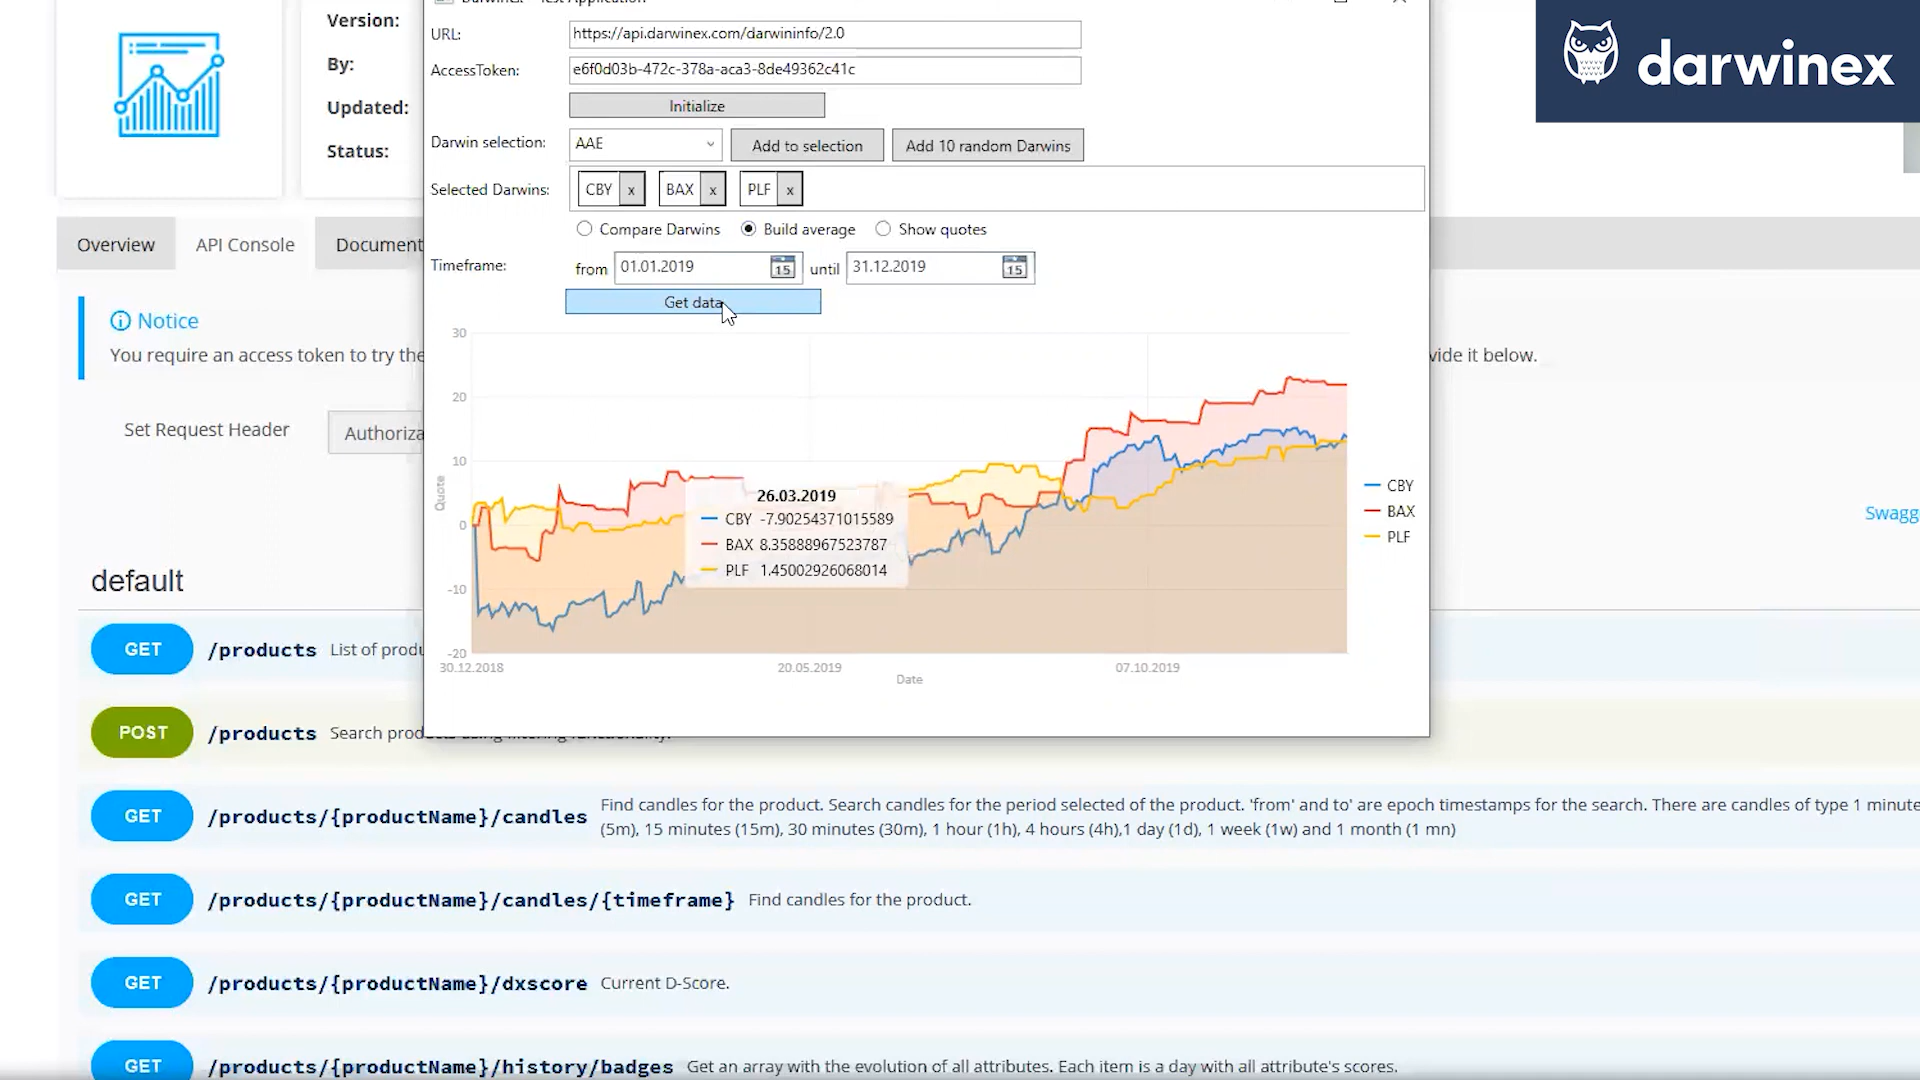 Version:
By:
Updated:
Status:
darwinex
URL:
https://api.darwinex.com/darwininfo/2.0
AccessToken:
e6f0d03b-472c-378a-aca3-8de49362c41c
Initialize
Darwin selection:
AAE
Add to selection
Add 10 random Darwins
Selected Darwins:
CBY x
BAX x
PLF x
Compare Darwins
Build average
Show quotes
Timeframe:
from 01.01.2019 15 until 31.12.2019 15
Get data
Overview
API Console
Document
Notice
You require an access token to try the
vide it below.
Set Request Header
Authoriza
30
20
10
0
-10
-20
Quote
26.03.2019
CBY -7.90254371015589
BAX 8.35888967523787
PLF 1.45002926068014
CBY
BAX
PLF
30.12.2018
20.05.2019
07.10.2019
Date
Swagg
default
GET /products List of produ
POST /products Search products using filtering functionality.
GET /products/{productName}/candles Find candles for the product. Search candles for the period selected of the product. 'from' and to' are epoch timestamps for the search. There are candles of type 1 minute
(5m), 15 minutes (15m), 30 minutes (30m), 1 hour (1h), 4 hours (4h),1 day (1d), 1 week (1w) and 1 month (1 mn)
GET /products/{productName}/candles/{timeframe} Find candles for the product.
GET /products/{productName}/dxscore Current D-Score.
GET /products/{productName}/history/badges Get an array with the evolution of all attributes. Each item is a day with all attribute's scores.